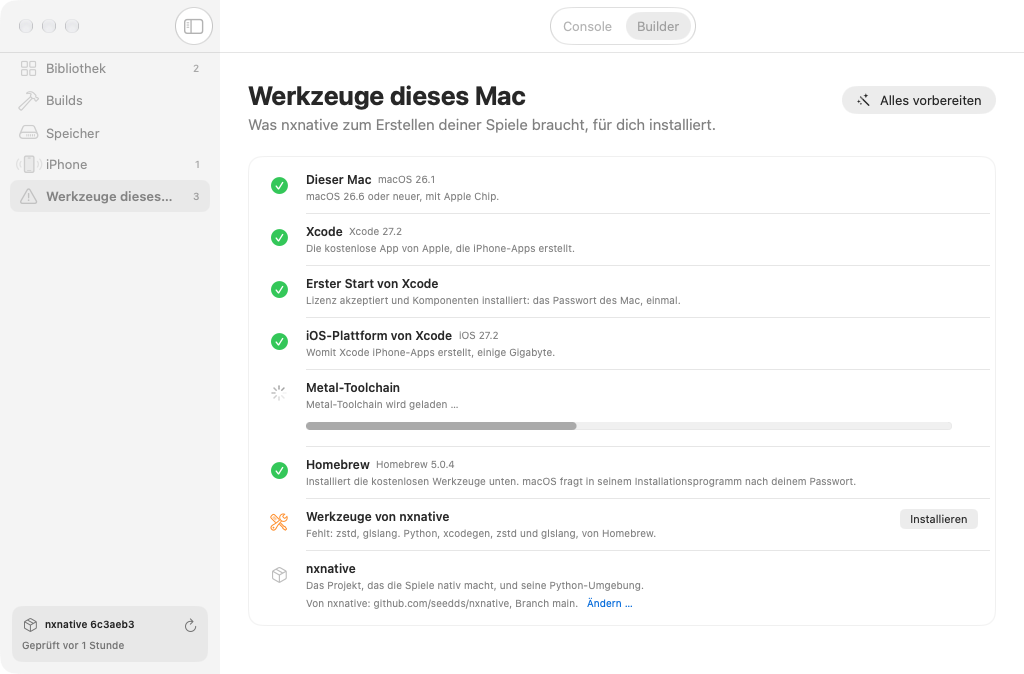 Console
Builder
Bibliothek
2
Builds
Speicher
iPhone
1
Werkzeuge dieses...
3
Werkzeuge dieses Mac
Was nxnative zum Erstellen deiner Spiele braucht, für dich installiert.
Alles vorbereiten
Dieser Mac macOS 26.1
macOS 26.6 oder neuer, mit Apple Chip.
Xcode Xcode 27.2
Die kostenlose App von Apple, die iPhone-Apps erstellt.
Erster Start von Xcode
Lizenz akzeptiert und Komponenten installiert: das Passwort des Mac, einmal.
iOS-Plattform von Xcode iOS 27.2
Womit Xcode iPhone-Apps erstellt, einige Gigabyte.
Metal-Toolchain
Metal-Toolchain wird geladen ...
Homebrew Homebrew 5.0.4
Installiert die kostenlosen Werkzeuge unten. macOS fragt in seinem Installationsprogramm nach deinem Passwort.
Werkzeuge von nxnative
Fehlt: zstd, glslang. Python, xcodegen, zstd und glslang, von Homebrew.
Installieren
nxnative
Das Projekt, das die Spiele nativ macht, und seine Python-Umgebung.
Von nxnative: github.com/seedds/nxnative, Branch main. Ändern ...
nxnative 6c3aeb3
Geprüft vor 1 Stunde